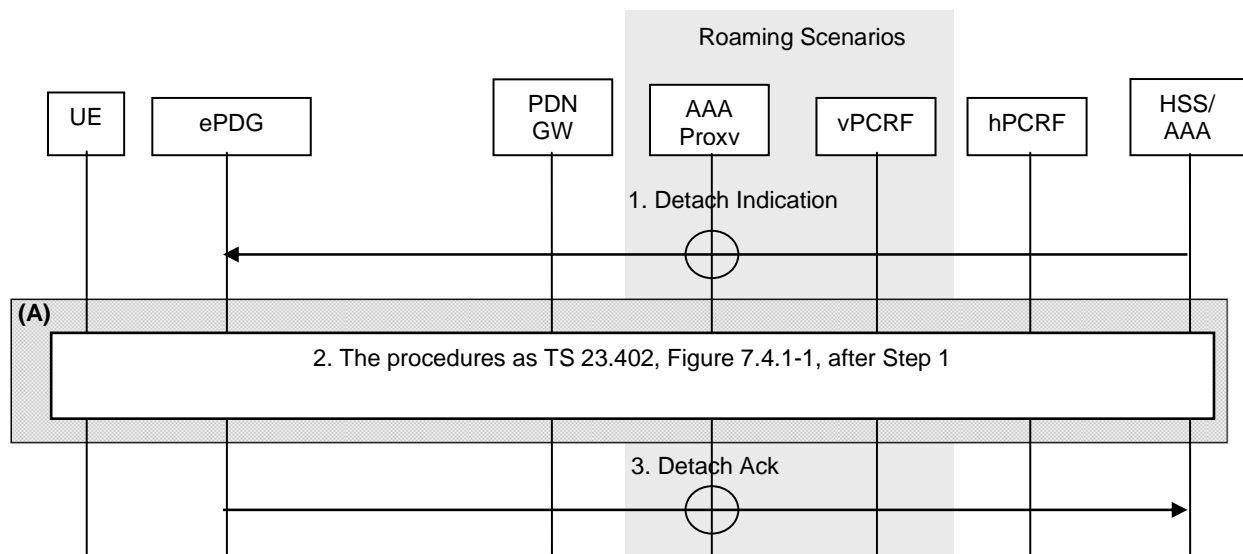 Roaming Scenarios
UE
ePDG
PDN
GW
AAA
Proxy
vPCRF
hPCRF
HSS/
AAA
1. Detach Indication
(A)
2. The procedures as TS 23.402, Figure 7.4.1-1, after Step 1
3. Detach Ack